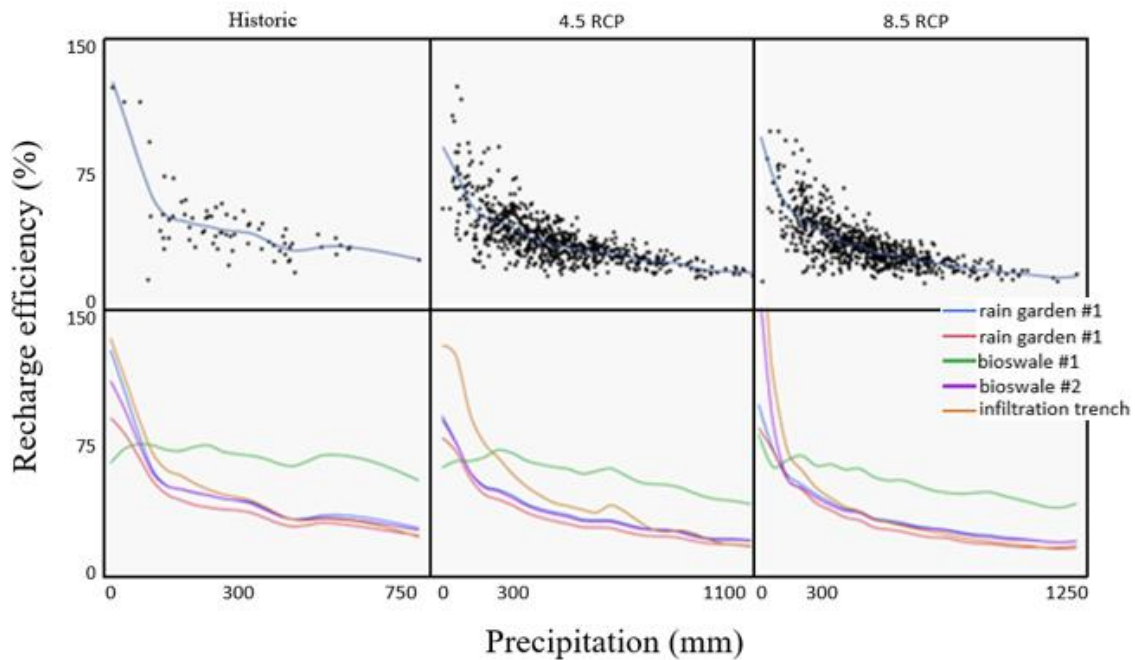 Historic
4.5 RCP
8.5 RCP
150
75
0
150
75
0
Recharge efficiency (%)
rain garden #1
rain garden #1
bioswale #1
bioswale #2
infiltration trench
0 300 750
0 300 1100
0 300 1250
Precipitation (mm)